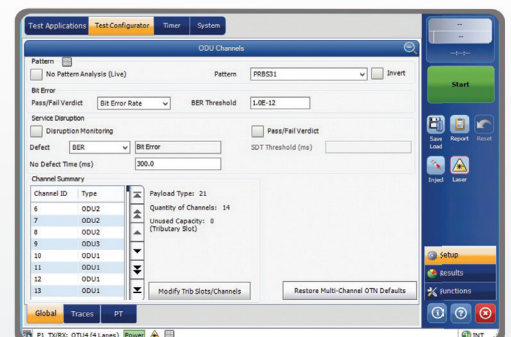 Test Applications Test Configurator Timer System
--
--
--:--:--
ODU Channels
Pattern ...
No Pattern Analysis (Live) Pattern PRBS31 Invert
Start
Bit Error
Pass/Fail Verdict Bit Error Rate BER Threshold 1.0E-12
Service Disruption
Disruption Monitoring Pass/Fail Verdict
Defect BER Bit Error SDT Threshold (ms)
No Defect Time (ms) 300.0
Save Load Report Reset
Inject Laser
Channel Summary
Channel ID Type
6 ODU2
7 ODU2
8 ODU2
9 ODU3
10 ODU1
11 ODU1
12 ODU1
13 ODU1
Payload Type: 21
Quantity of Channels: 14
Unused Capacity: 0
(Tributary Slot)
Modify Trib Slots/Channels Restore Multi-Channel OTN Defaults
Setup
Results
Functions
Global Traces PT
P1 TX/RX: OTU4 (4 Lanes) Power INT